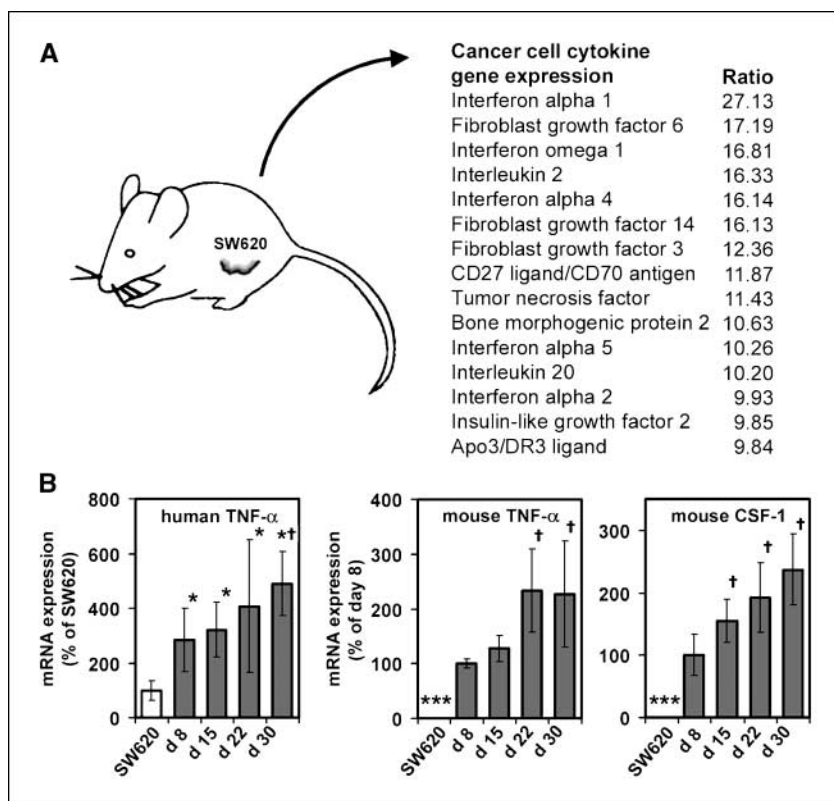 A
Cancer cell cytokine
gene expression Ratio
Interferon alpha 1 27.13
Fibroblast growth factor 6 17.19
Interferon omega 1 16.81
Interleukin 2 16.33
Interferon alpha 4 16.14
Fibroblast growth factor 14 16.13
Fibroblast growth factor 3 12.36
CD27 ligand/CD70 antigen 11.87
Tumor necrosis factor 11.43
Bone morphogenic protein 2 10.63
Interferon alpha 5 10.26
Interleukin 20 10.20
Interferon alpha 2 9.93
Insulin-like growth factor 2 9.85
Apo3/DR3 ligand 9.84
SW620
B
human TNF-α
mRNA expression
(% of SW620)
800
600
400
200
0
* * * *†
SW620 d 8 d 15 d 22 d 30
mouse TNF-α
mRNA expression
(% of day 8)
400
300
200
100
0
*** † †
SW620 d 8 d 15 d 22 d 30
mouse CSF-1
300
200
100
0
*** † † †
SW620 d 8 d 15 d 22 d 30